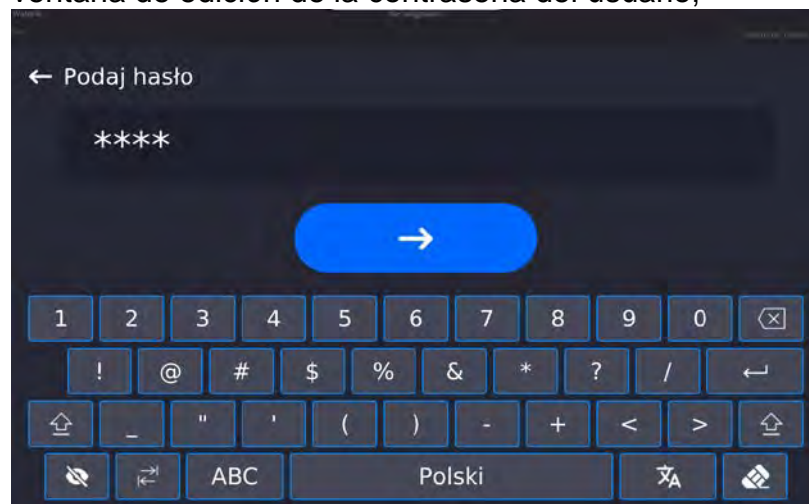 ventana de edición de la contraseña del usuario,
← Podaj hasło
****
→
1 2 3 4 5 6 7 8 9 0
! @ # $ % & * ? /
_ " ' ( ) - + < >
ABC Polski